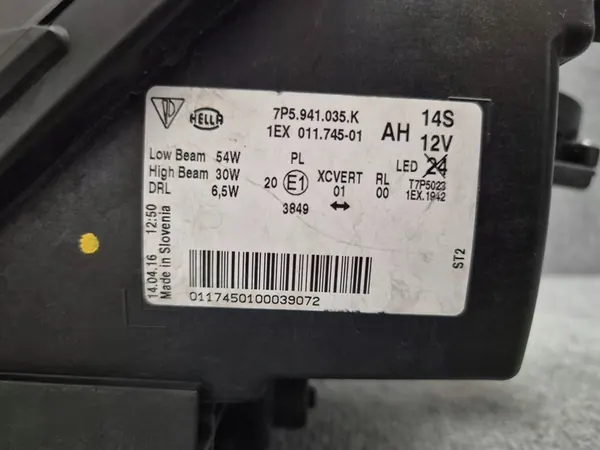 HELLA
7P5.941.035.K
1EX 011.745-01
AH
14S
12V
LED 24
Low Beam 54W
High Beam 30W
DRL 6,5W
PL
20 E1
3849
XCVERT
01
RL
00
T7P5023
1EX.1942
ST2
14.04.16 12:50
Made in Slovenia
01174501000039072